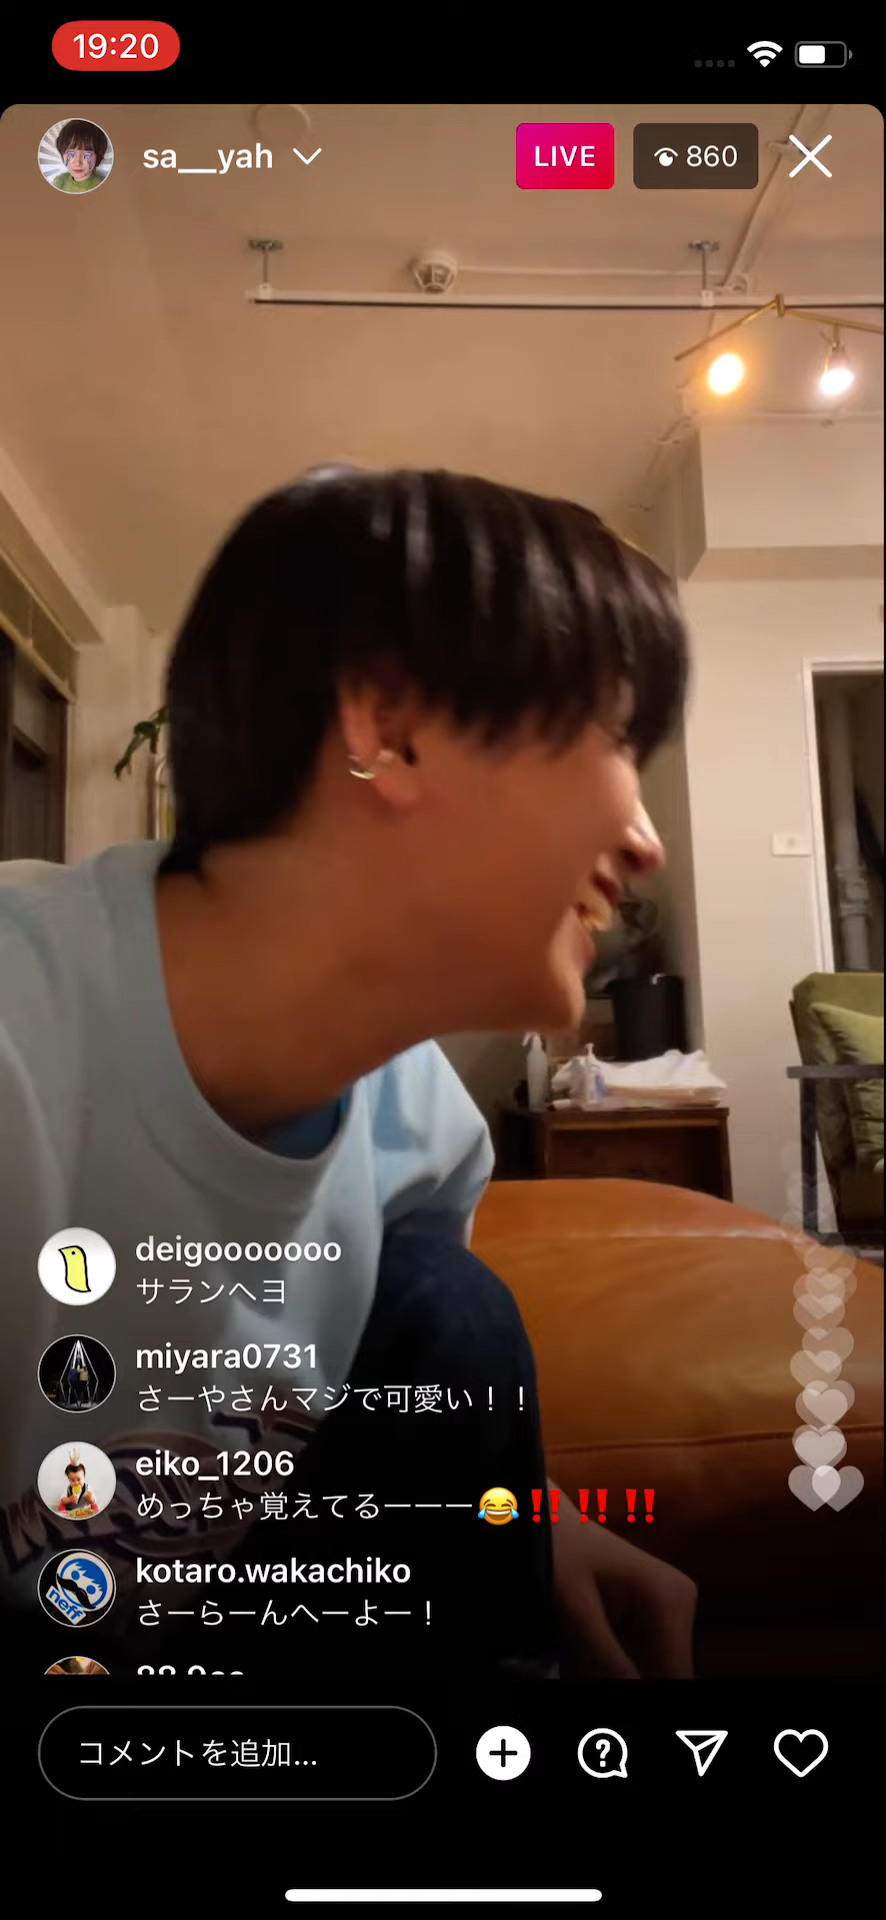 19:20
sa__yah
LIVE
860
deigooooooo
サランヘヨ
miyara0731
さーやさんマジで可愛い！！
eiko_1206
めっちゃ覚えてるーーー😂‼️‼️‼️
kotaro.wakachiko
さーらーんへーよー！
neff
コメントを追加...